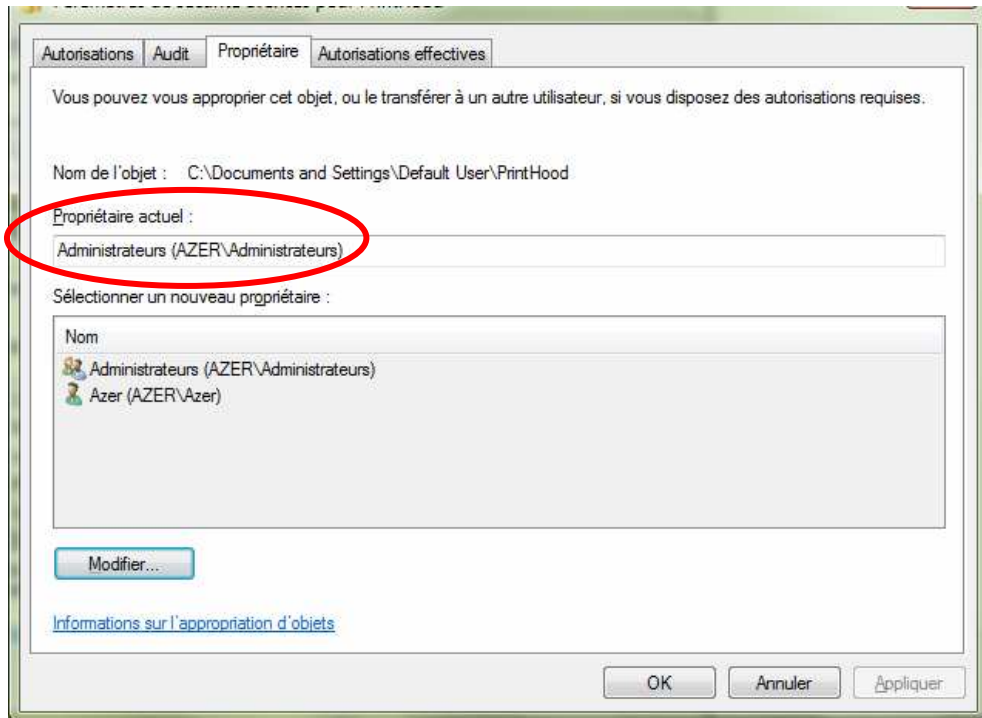 Autorisations Audit Propriétaire Autorisations effectives
Vous pouvez vous approprier cet objet, ou le transférer à un autre utilisateur, si vous disposez des autorisations requises.
Nom de l'objet : C:\Documents and Settings\Default User\PrintHood
Propriétaire actuel :
Administrateurs (AZER\Administrateurs)
Sélectionner un nouveau propriétaire :
Nom
Administrateurs (AZER\Administrateurs)
Azer (AZER\Azer)
Modifier...
Informations sur l'appropriation d'objets
OK Annuler Appliquer